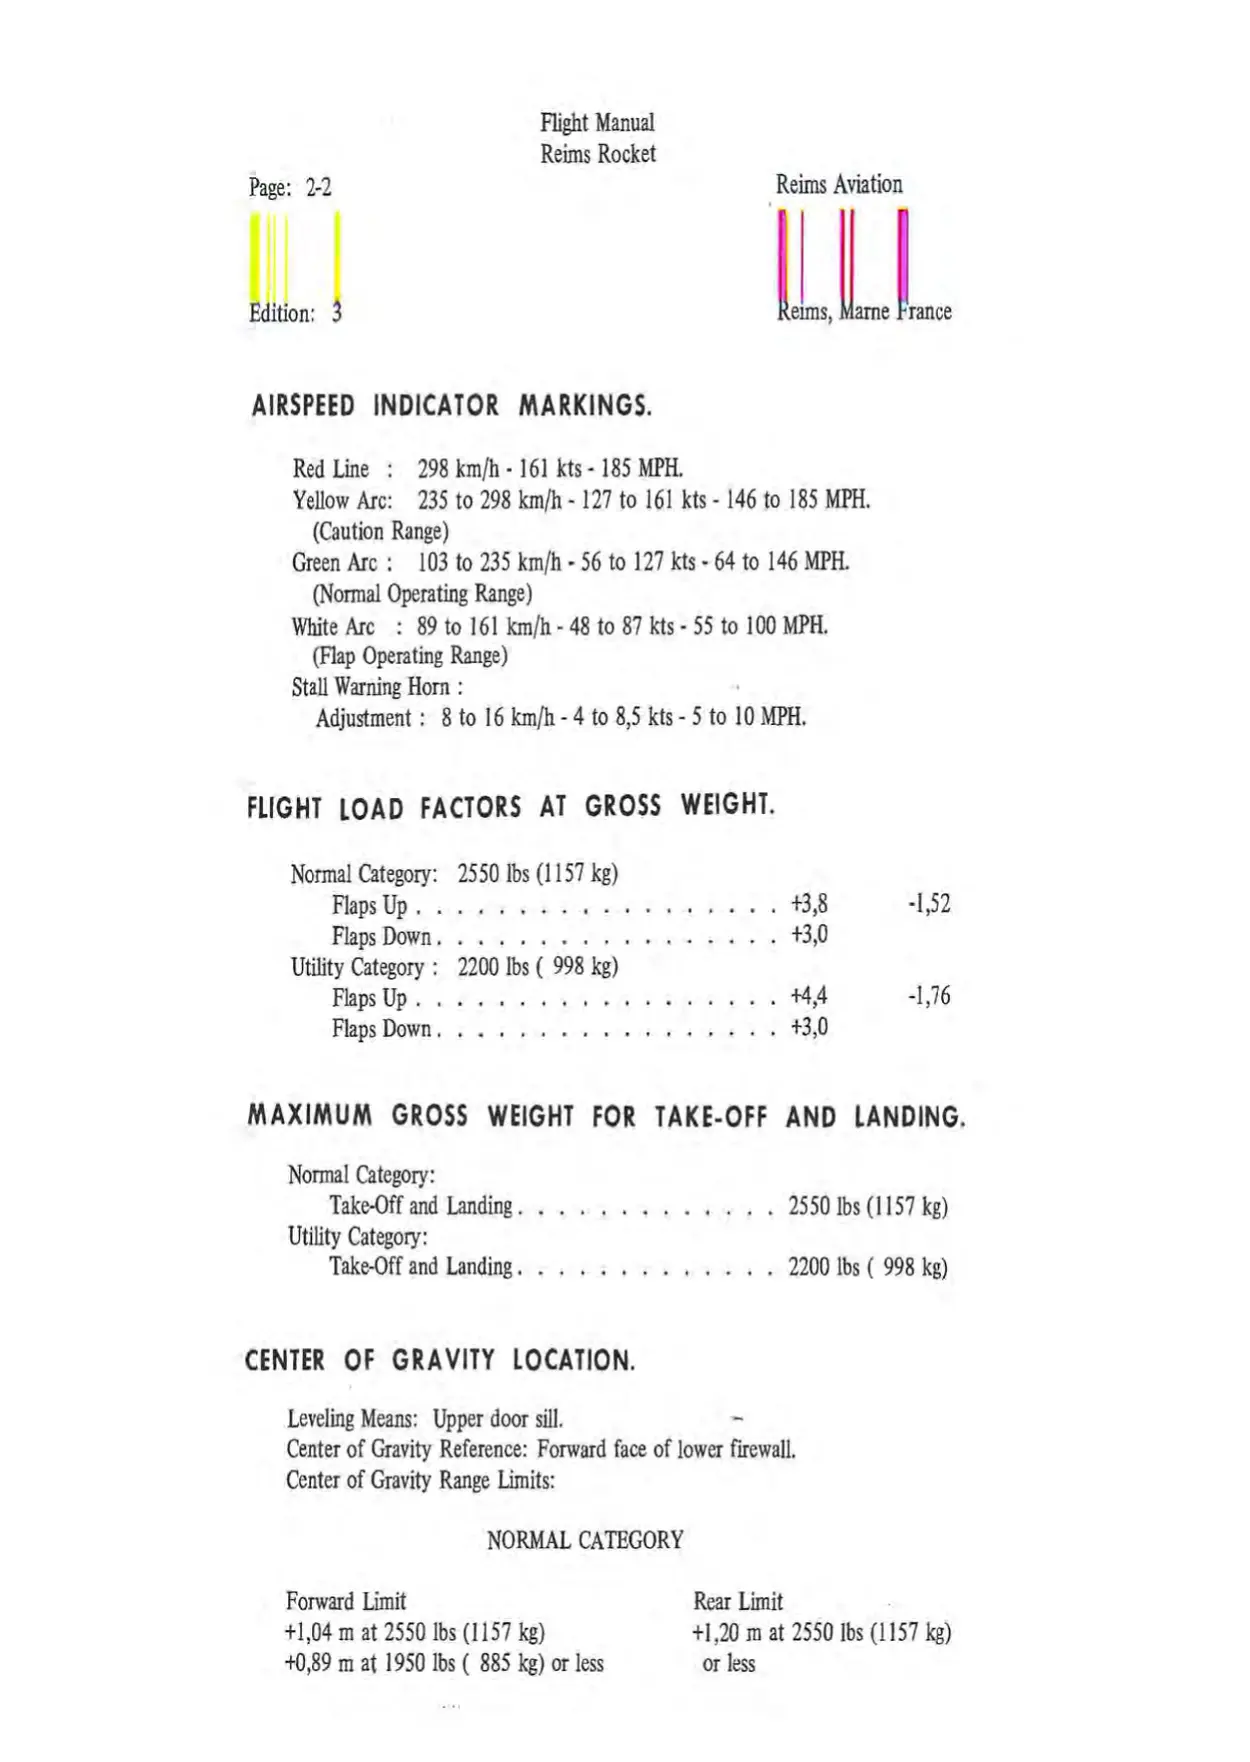 Flight Manual
Reims Rocket
Page: 2-2
Reims Aviation
Edition: 3
Reims, Marne France
AIRSPEED INDICATOR MARKINGS.
Red Line : 298 km/h - 161 kts - 185 MPH.
Yellow Arc: 235 to 298 km/h - 127 to 161 kts - 146 to 185 MPH.
(Caution Range)
Green Arc : 103 to 235 km/h - 56 to 127 kts - 64 to 146 MPH.
(Normal Operating Range)
White Arc : 89 to 161 km/h - 48 to 87 kts - 55 to 100 MPH.
(Flap Operating Range)
Stall Warning Horn :
Adjustment : 8 to 16 km/h - 4 to 8,5 kts - 5 to 10 MPH.
FLIGHT LOAD FACTORS AT GROSS WEIGHT.
Normal Category: 2550 lbs (1157 kg)
Flaps Up . . . . . . . . . . . . . . . . . . +3,8 -1,52
Flaps Down . . . . . . . . . . . . . . . . . +3,0
Utility Category : 2200 lbs ( 998 kg)
Flaps Up . . . . . . . . . . . . . . . . . . +4,4 -1,76
Flaps Down . . . . . . . . . . . . . . . . . +3,0
MAXIMUM GROSS WEIGHT FOR TAKE-OFF AND LANDING.
Normal Category:
Take-Off and Landing . . . . . . . . . . . . . 2550 lbs (1157 kg)
Utility Category:
Take-Off and Landing . . . . . . . . . . . . . 2200 lbs ( 998 kg)
CENTER OF GRAVITY LOCATION.
Leveling Means: Upper door sill.
Center of Gravity Reference: Forward face of lower firewall.
Center of Gravity Range Limits:
NORMAL CATEGORY
Forward Limit Rear Limit
+1,04 m at 2550 lbs (1157 kg) +1,20 m at 2550 lbs (1157 kg)
+0,89 m at 1950 lbs ( 885 kg) or less or less